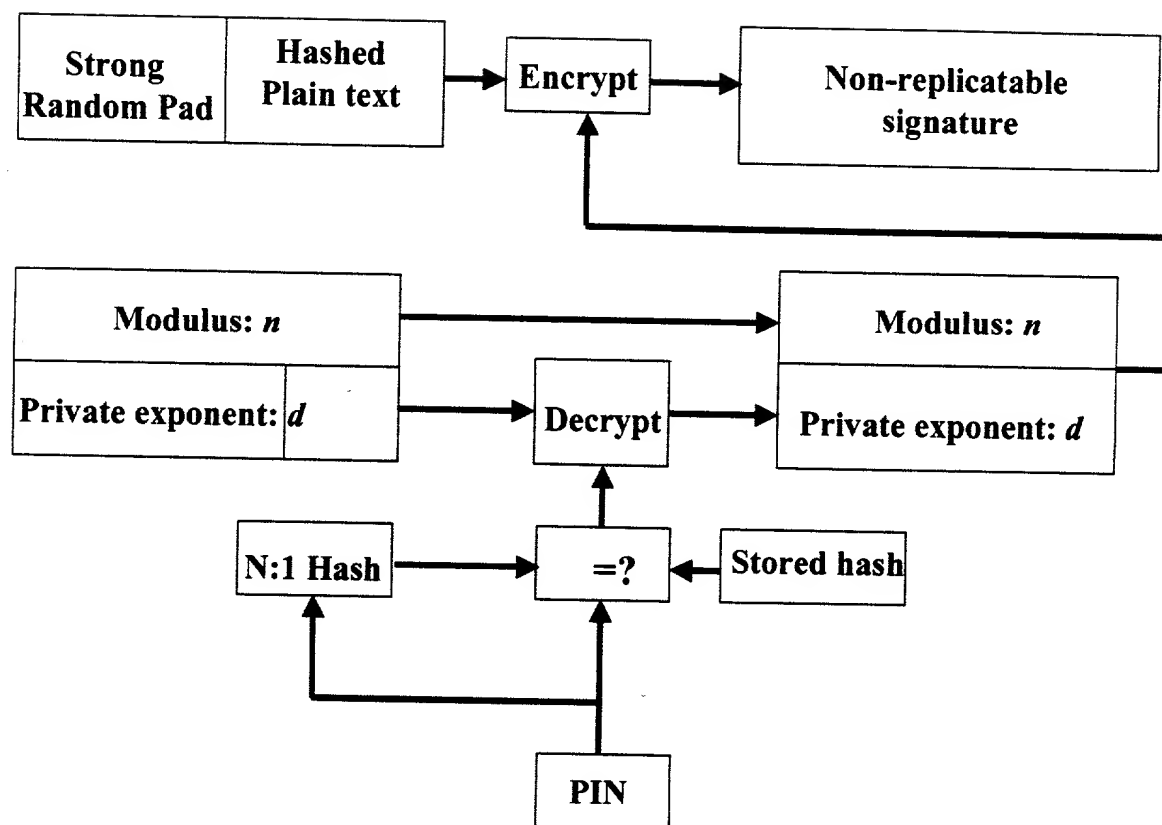 Strong
Random Pad
Hashed
Plain text
Encrypt
Non-replicatable
signature
Modulus: n
Modulus: n
Private exponent: d
Decrypt
Private exponent: d
N:1 Hash
=?
Stored hash
PIN